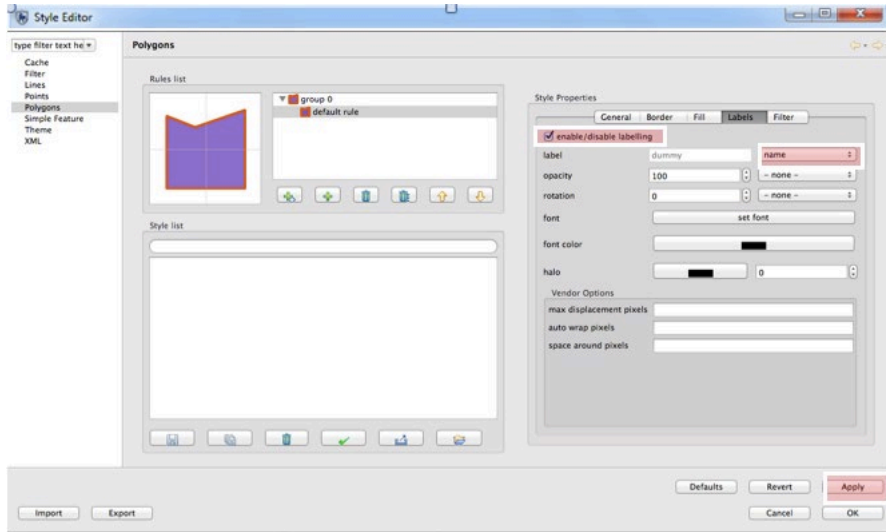 Style Editor
type filter text he
Polygons
Cache
Filter
Lines
Points
Polygons
Simple Feature
Theme
XML
Rules list
group 0
default rule
Style list
Style Properties
General Border Fill Labels Filter
enable/disable labelling
label dummy name
opacity 100 - none -
rotation 0 - none -
font set font
font color
halo 0
Vendor Options
max displacement pixels
auto wrap pixels
space around pixels
Defaults Revert Apply
Import Export Cancel OK